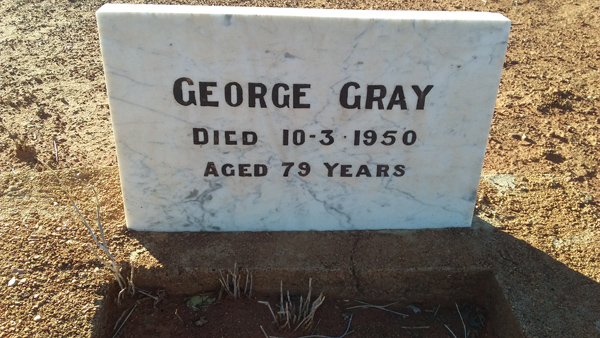 GEORGE GRAY
DIED 10-3-1950
AGED 79 YEARS